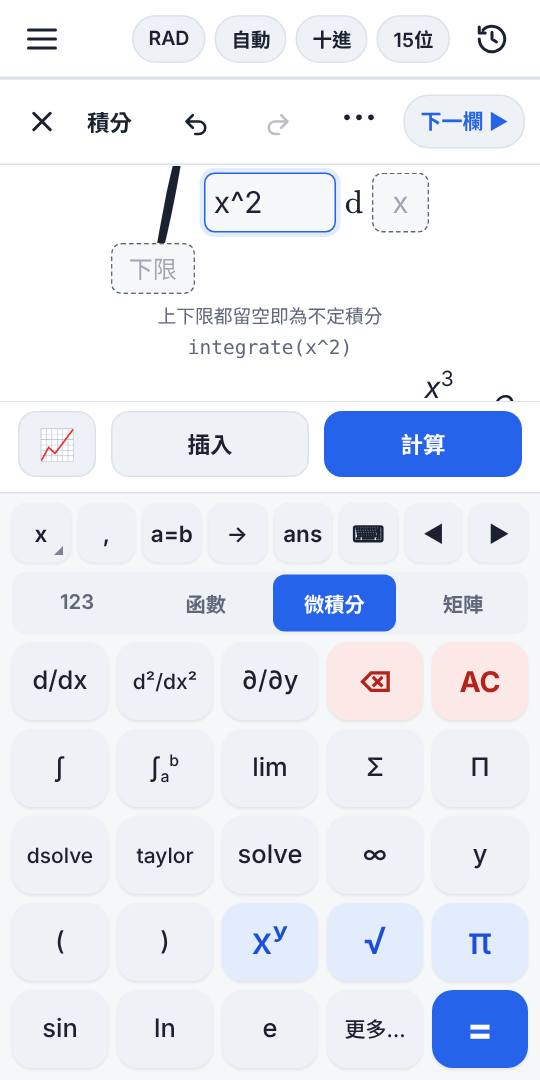 RAD 自動 十進 15位
積分 ••• 下一欄 ▶
∫ x^2 d x
下限
上下限都留空即為不定積分
integrate(x^2)
x³
📈 插入 計算
x , a=b → ans ⌨ ◀ ▶
123 函數 微積分 矩陣
d/dx d²/dx² ∂/∂y ⌫ AC
∫ ∫ₐᵇ lim Σ Π
dsolve taylor solve ∞ y
( ) xʸ √ π
sin ln e 更多... =